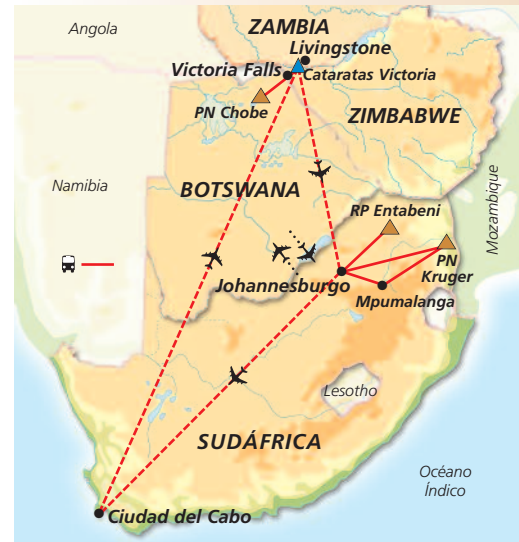 Angola
ZAMBIA
Livingstone
Victoria Falls
Cataratas Victoria
PN Chobe
ZIMBABWE
Mozambique
Namibia
BOTSWANA
RP Entabeni
PN
Kruger
Johannesburgo
Mpumalanga
Lesotho
SUDÁFRICA
Océano
Índico
Ciudad del Cabo